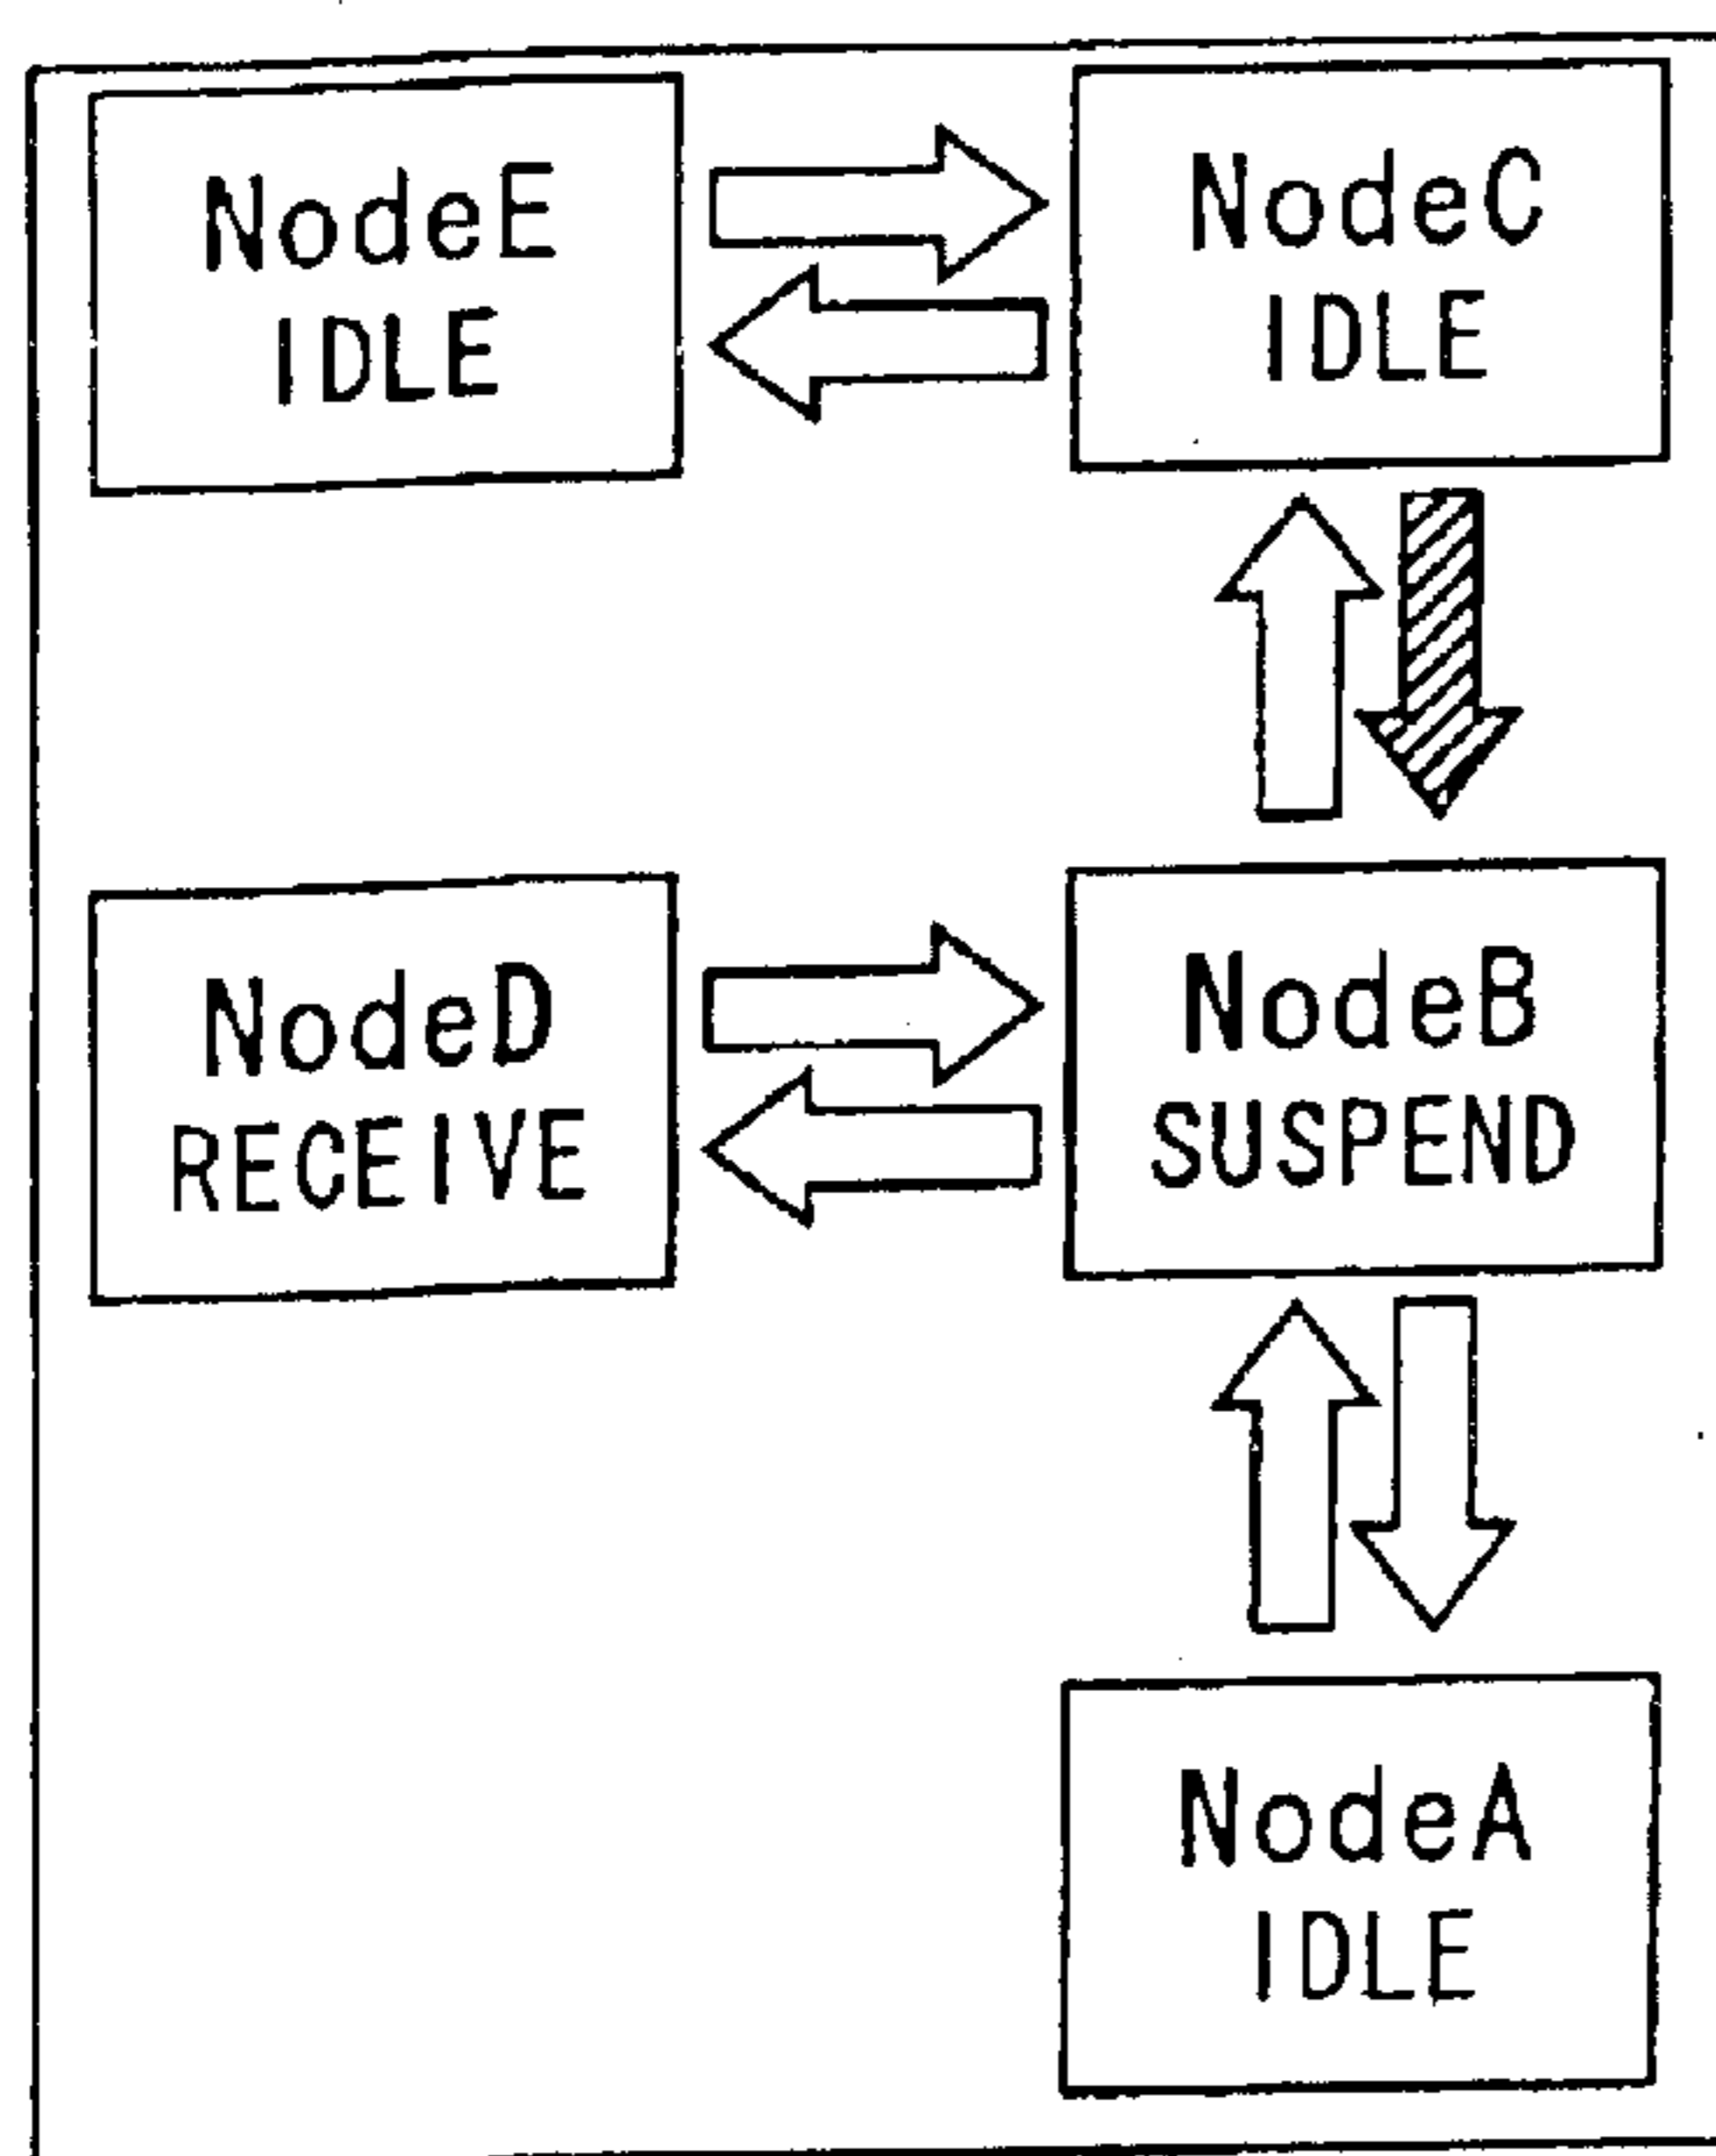 NodeE
IDLE
NodeC
IDLE
NodeD
RECEIVE
NodeB
SUSPEND
NodeA
IDLE